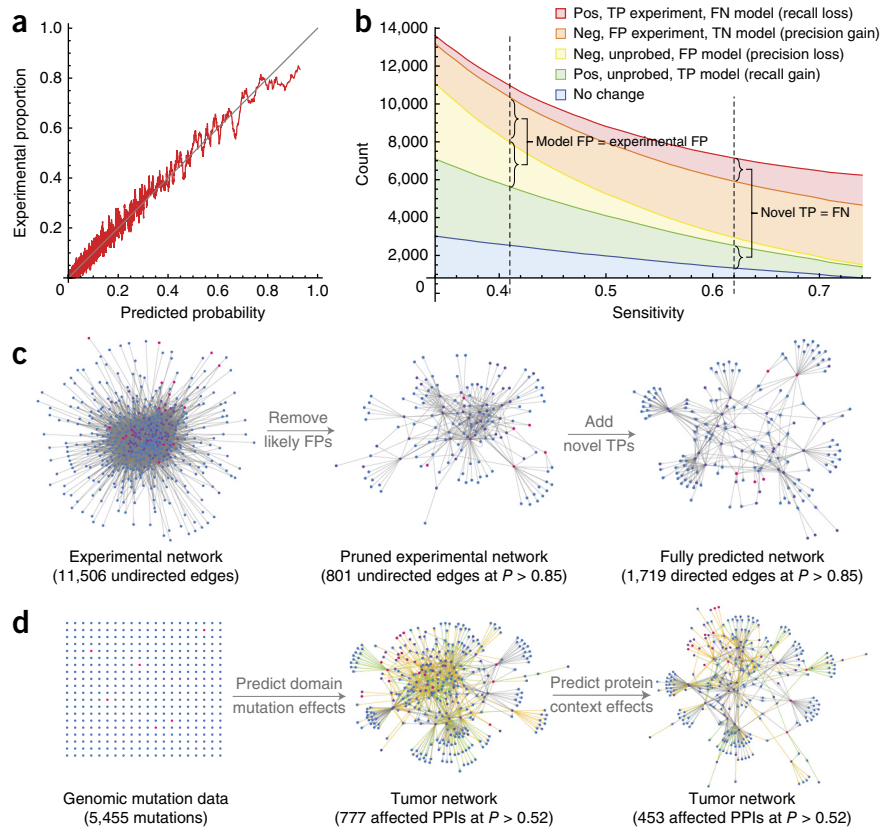 a
Experimental proportion
1.0
0.8
0.6
0.4
0.2
0
0.2
0.4
0.6
0.8
1.0
Predicted probability
b
Pos, TP experiment, FN model (recall loss)
Neg, FP experiment, TN model (precision gain)
Neg, unprobed, FP model (precision loss)
Pos, unprobed, TP model (recall gain)
No change
Count
14,000
12,000
10,000
8,000
6,000
4,000
2,000
0
Model FP = experimental FP
Novel TP = FN
0.4
0.5
0.6
0.7
Sensitivity
c
Remove
likely FPs
Add
novel TPs
Experimental network
(11,506 undirected edges)
Pruned experimental network
(801 undirected edges at P > 0.85)
Fully predicted network
(1,719 directed edges at P > 0.85)
d
Predict domain
mutation effects
Predict protein
context effects
Genomic mutation data
(5,455 mutations)
Tumor network
(777 affected PPIs at P > 0.52)
Tumor network
(453 affected PPIs at P > 0.52)